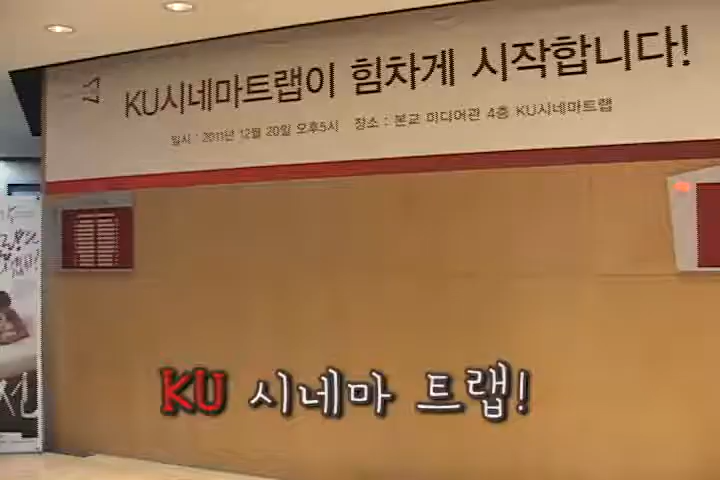 KU시네마트랩이 힘차게 시작합니다!
일시 : 2011년 12월 20일 오후5시 장소 : 본교 미디어관 4층 KU시네마트랩
KU 시네마 트랩!
전